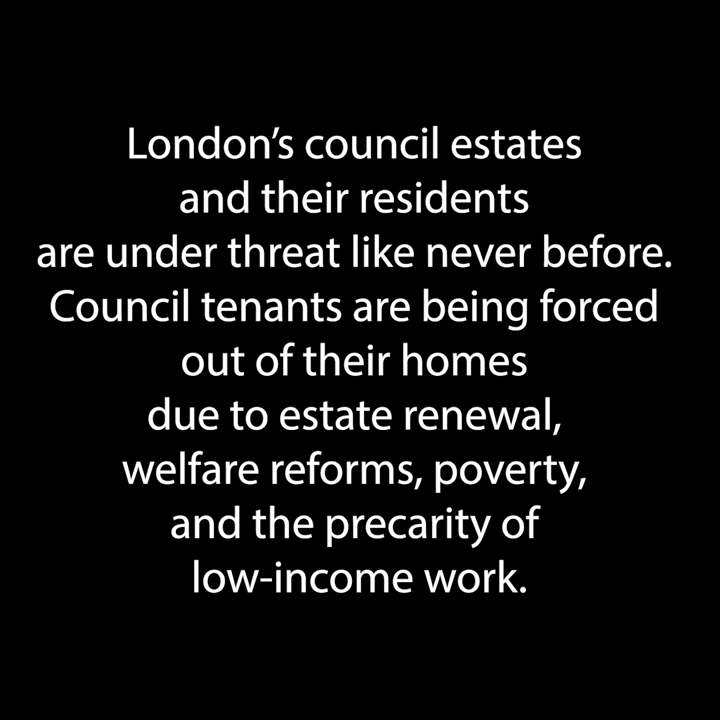 London’s council estates
and their residents
are under threat like never before.
Council tenants are being forced
out of their homes
due to estate renewal,
welfare reforms, poverty,
and the precarity of
low-income work.